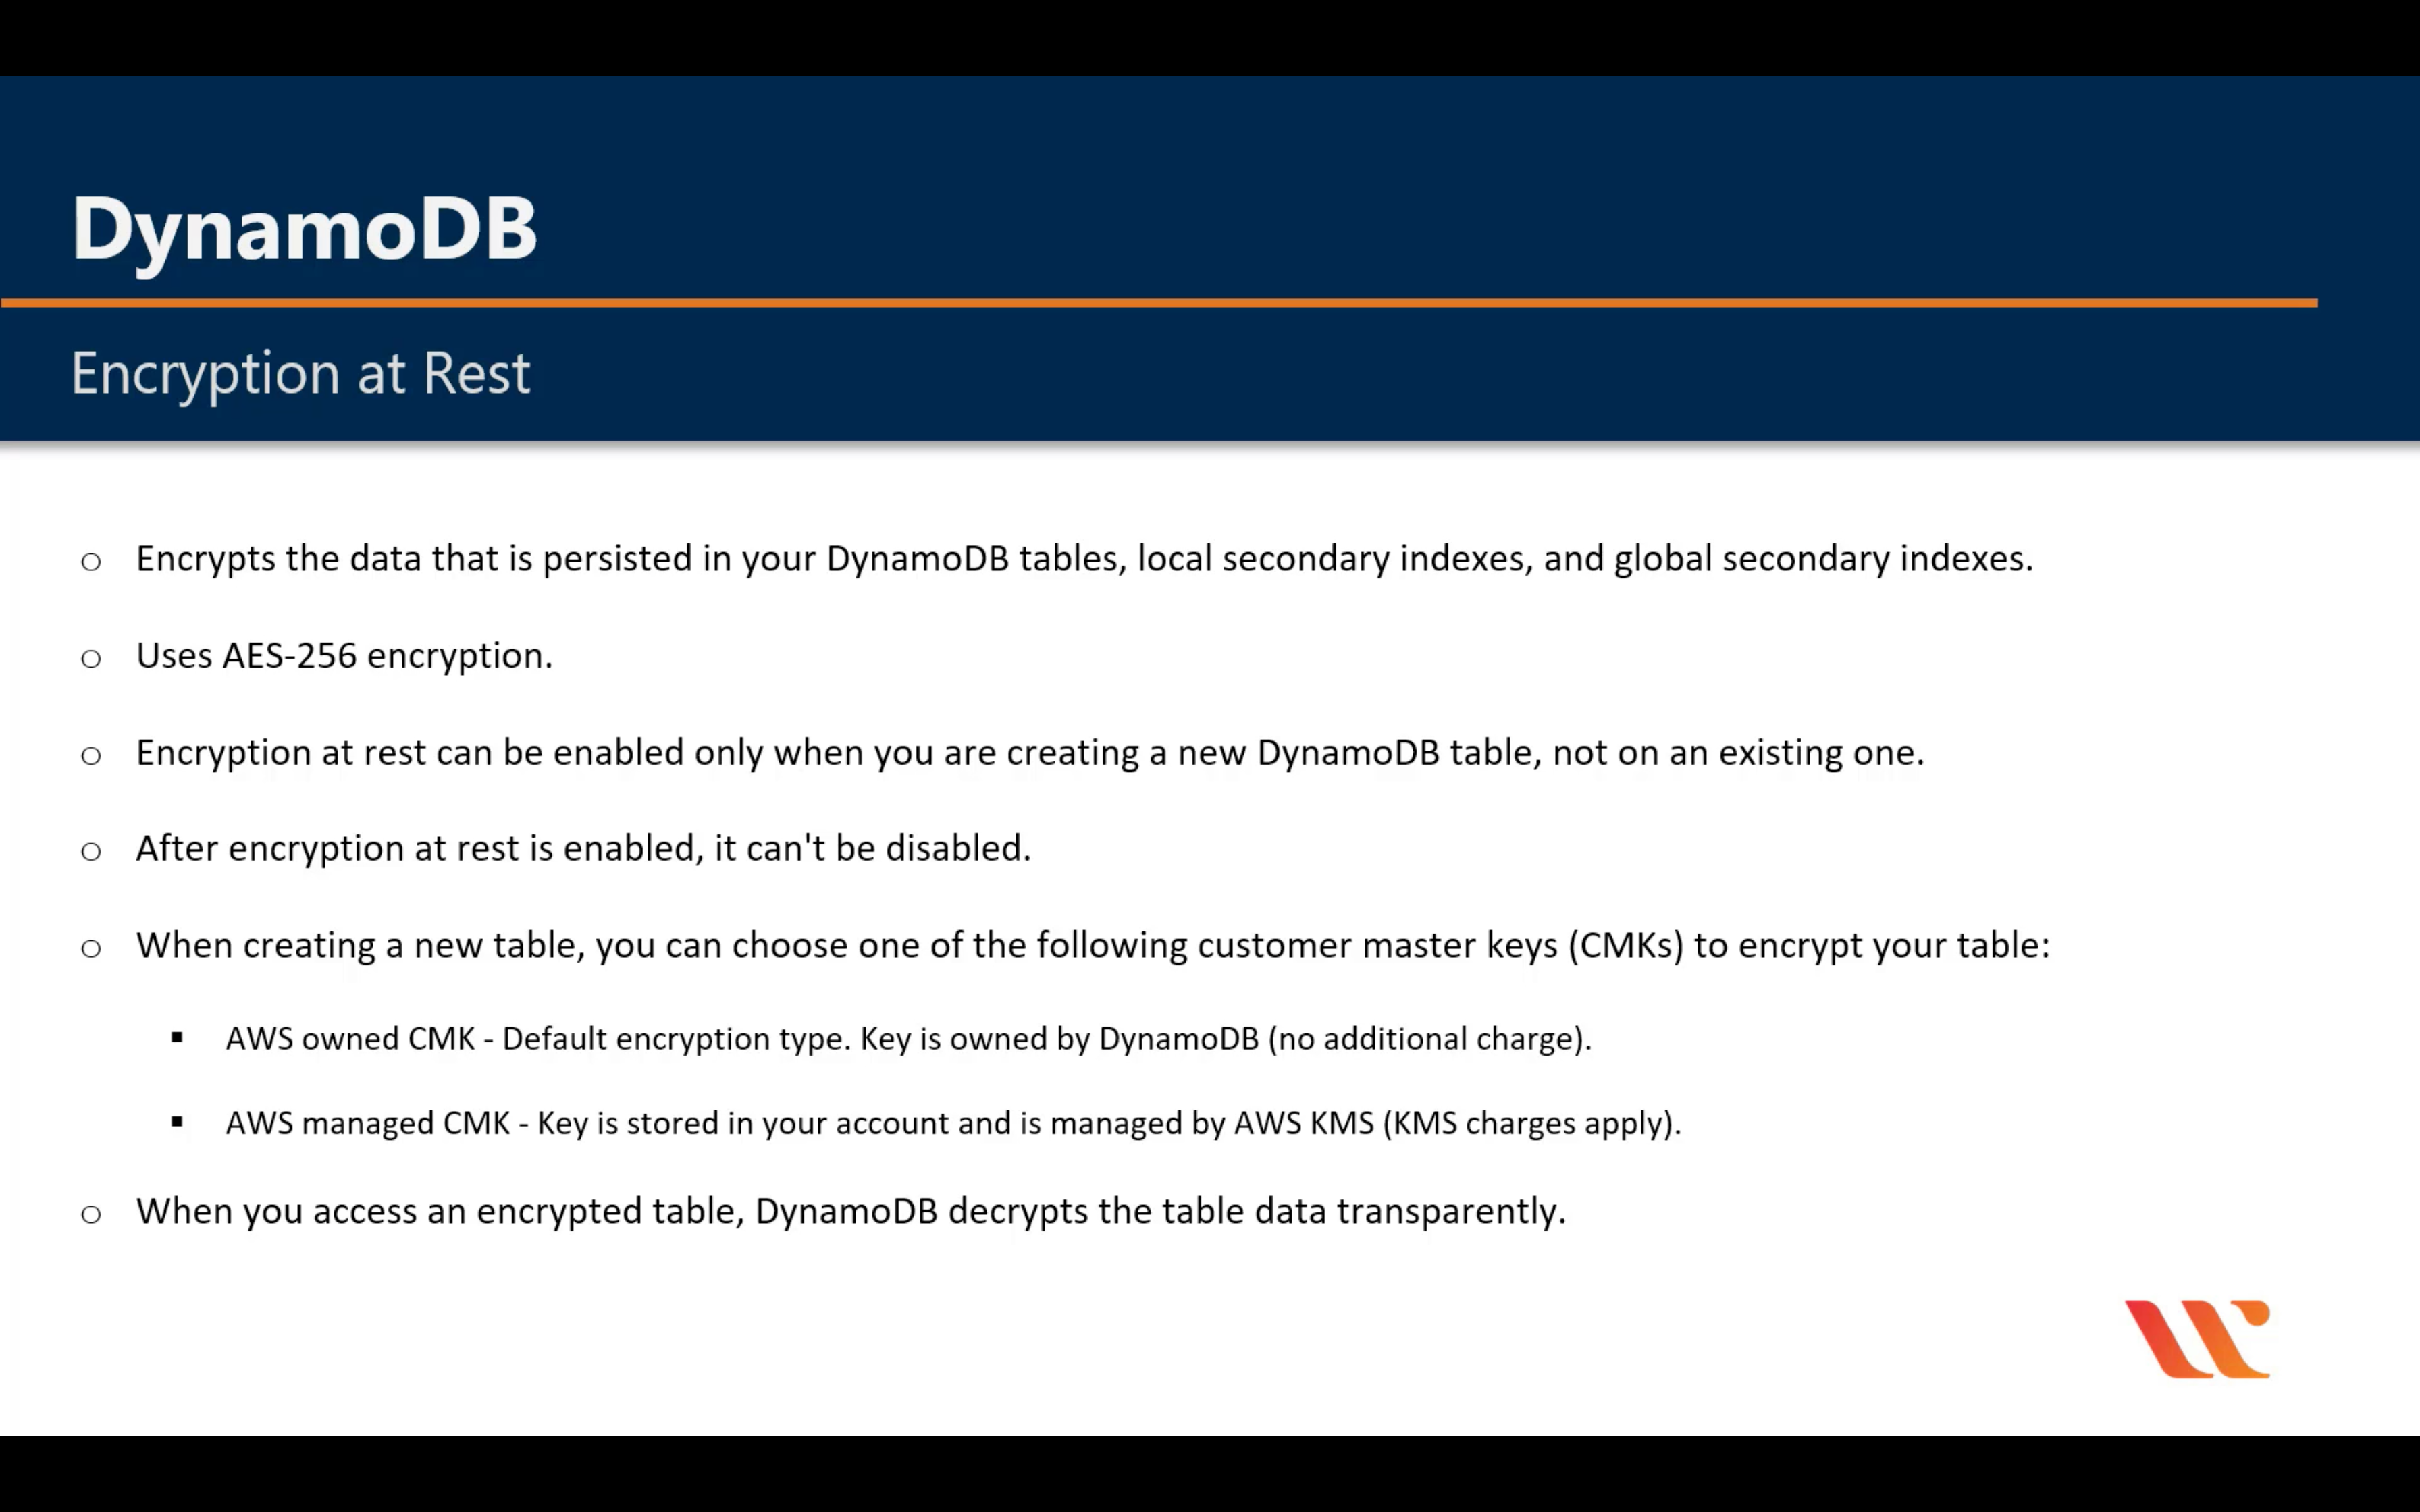 DynamoDB
Encryption at Rest
o Encrypts the data that is persisted in your DynamoDB tables, local secondary indexes, and global secondary indexes.
o Uses AES-256 encryption.
o Encryption at rest can be enabled only when you are creating a new DynamoDB table, not on an existing one.
o After encryption at rest is enabled, it can't be disabled.
o When creating a new table, you can choose one of the following customer master keys (CMKs) to encrypt your table:
▪ AWS owned CMK - Default encryption type. Key is owned by DynamoDB (no additional charge).
▪ AWS managed CMK - Key is stored in your account and is managed by AWS KMS (KMS charges apply).
o When you access an encrypted table, DynamoDB decrypts the table data transparently.